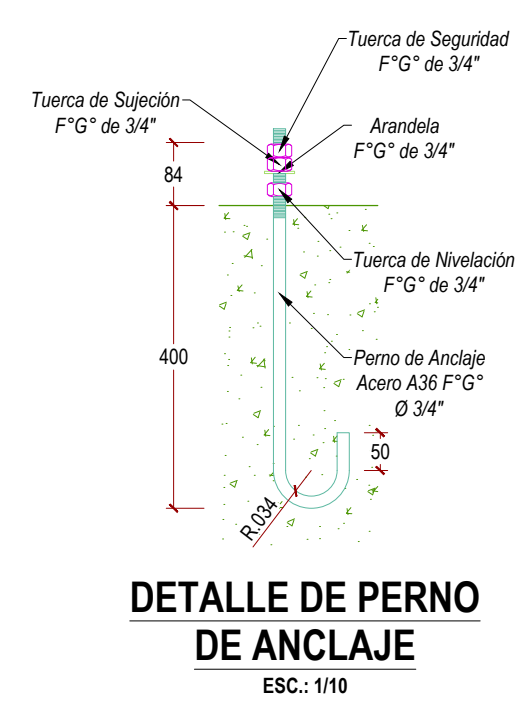 Tuerca de Seguridad
F°G° de 3/4"
Tuerca de Sujeción
F°G° de 3/4"
Arandela
F°G° de 3/4"
84
Tuerca de Nivelación
F°G° de 3/4"
400
Perno de Anclaje
Acero A36 F°G°
Ø 3/4"
50
R.034
DETALLE DE PERNO
DE ANCLAJE
ESC.: 1/10